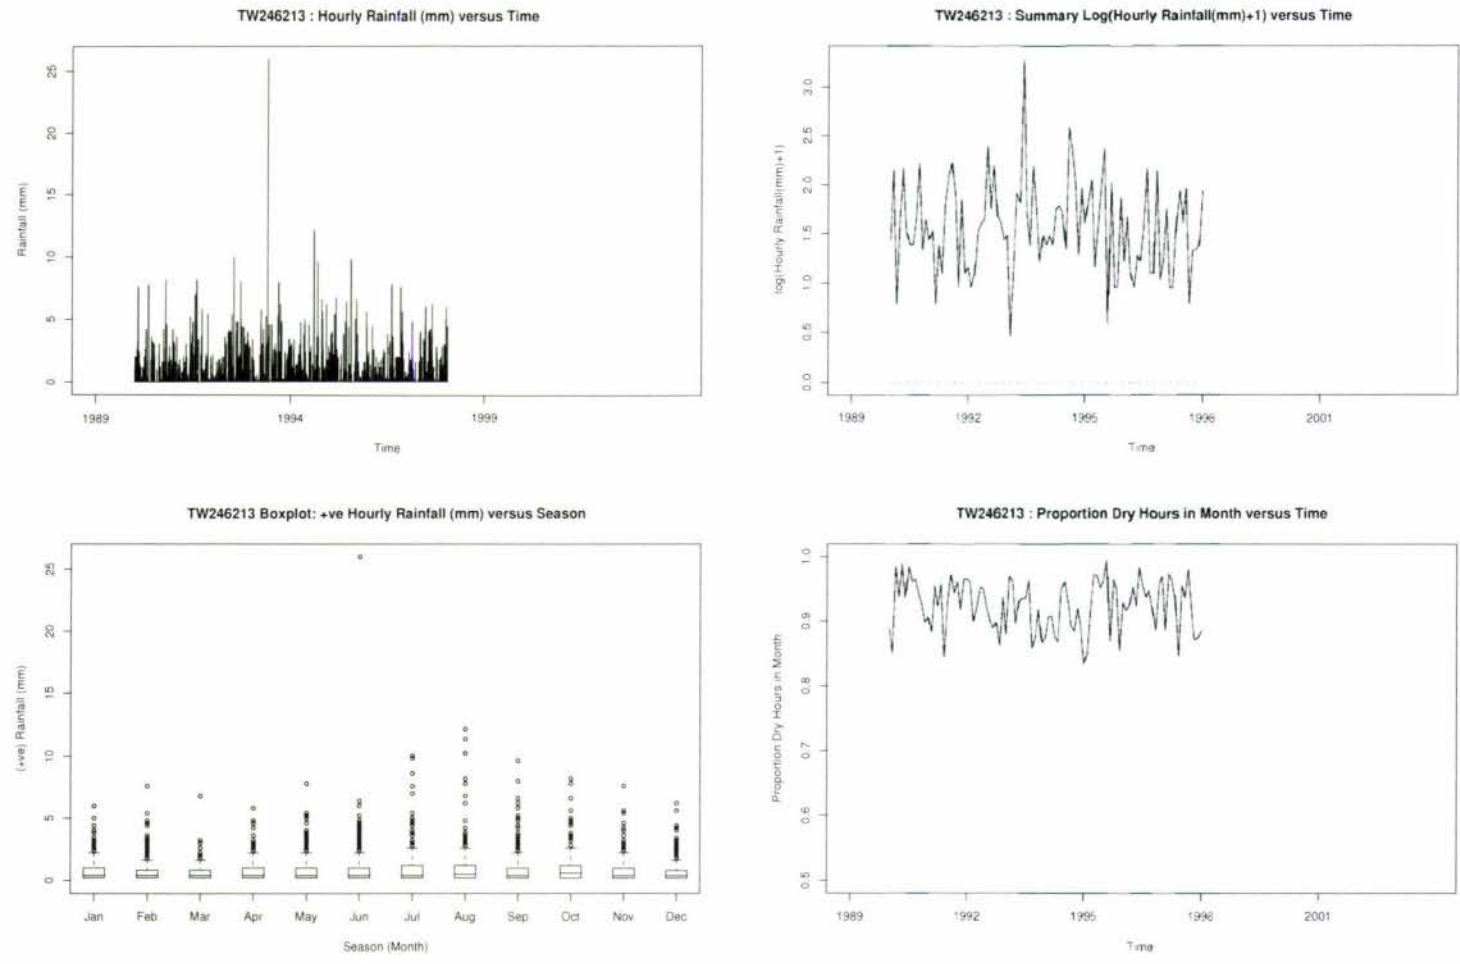 TW246213 : Hourly Rainfall (mm) versus Time
Rainfall (mm)
25
20
15
10
5
0
1989 1994 1999
Time
TW246213 : Summary Log(Hourly Rainfall(mm)+1) versus Time
log(Hourly Rainfall(mm)+1)
3.0
2.5
2.0
1.5
1.0
0.5
0.0
1989 1992 1995 1998 2001
Time
TW246213 Boxplot: +ve Hourly Rainfall (mm) versus Season
(+ve) Rainfall (mm)
25
20
15
10
5
0
Jan Feb Mar Apr May Jun Jul Aug Sep Oct Nov Dec
Season (Month)
TW246213 : Proportion Dry Hours in Month versus Time
Proportion Dry Hours in Month
1.0
0.9
0.8
0.7
0.6
0.5
1989 1992 1995 1998 2001
Time